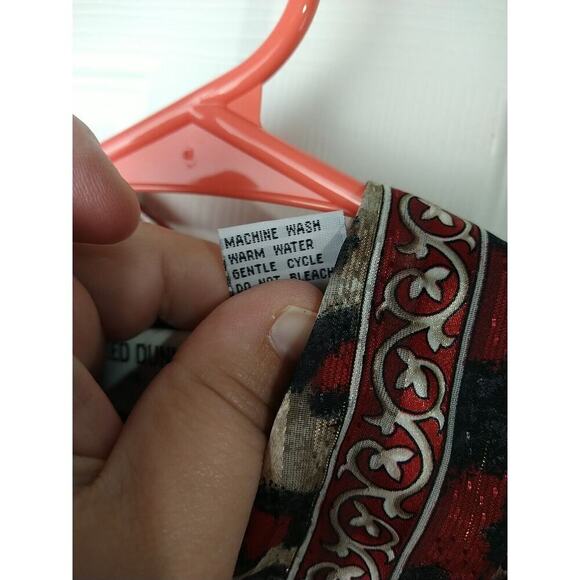 MACHINE WASH
WARM WATER
GENTLE CYCLE
DO NOT BLEACH